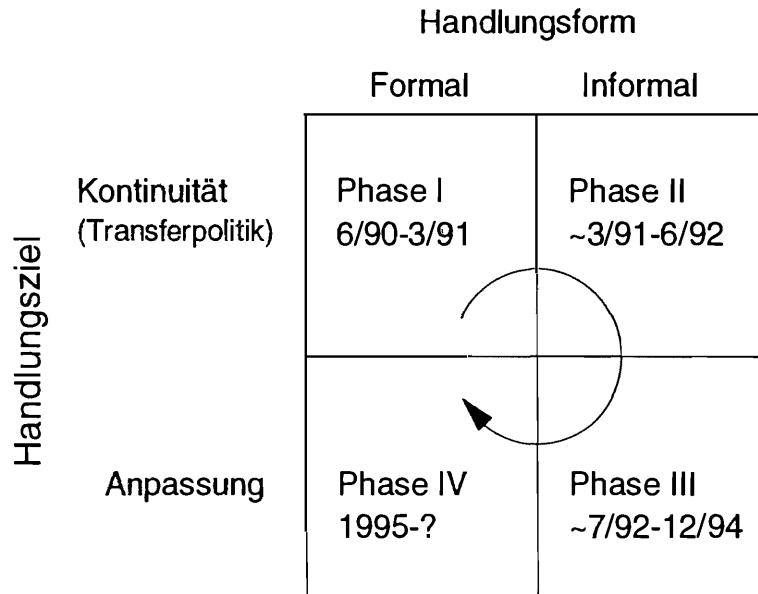 Handlungsform
Formal Informal
Handlungsziel
Kontinuität
(Transferpolitik)
Phase I
6/90-3/91
Phase II
~3/91-6/92
Anpassung
Phase IV
1995-?
Phase III
~7/92-12/94